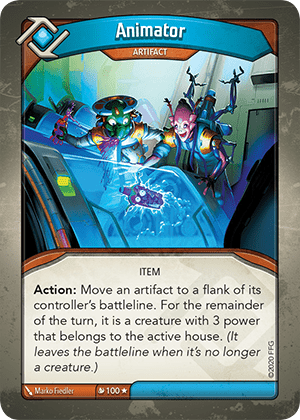 Animator
ARTIFACT
ITEM
Action: Move an artifact to a flank of its
controller's battleline. For the remainder
of the turn, it is a creature with 3 power
that belongs to the active house. (It
leaves the battleline when it's no longer
a creature.)
©2020 FFG
Marko Fiedler
100